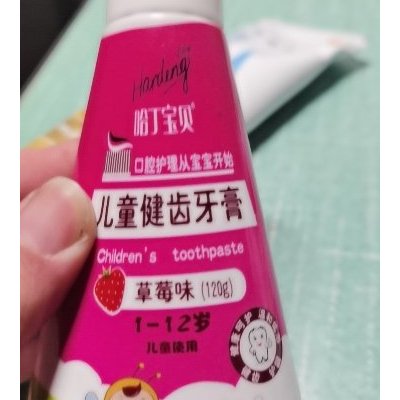 Hanleng
哈丁宝贝
口腔护理从宝宝开始
儿童健齿牙膏
Children's toothpaste
草莓味(120g)
1-12岁
儿童使用